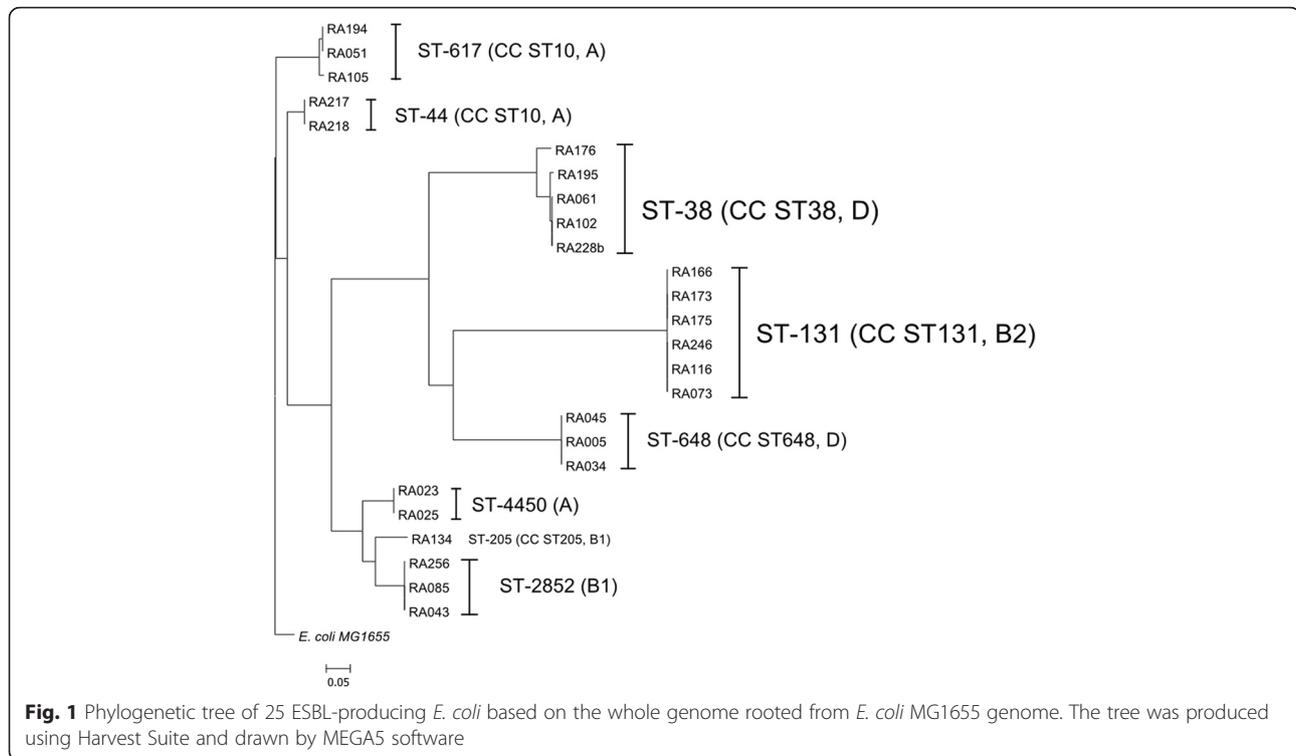 RA194
RA051
RA105
ST-617 (CC ST10, A)
RA217
RA218
ST-44 (CC ST10, A)
RA176
RA195
RA061
RA102
RA228b
ST-38 (CC ST38, D)
RA166
RA173
RA175
RA246
RA116
RA073
ST-131 (CC ST131, B2)
RA045
RA005
RA034
ST-648 (CC ST648, D)
RA023
RA025
ST-4450 (A)
RA134 ST-205 (CC ST205, B1)
RA256
RA085
RA043
ST-2852 (B1)
E. coli MG1655
0.05
Fig. 1 Phylogenetic tree of 25 ESBL-producing E. coli based on the whole genome rooted from E. coli MG1655 genome. The tree was produced
using Harvest Suite and drawn by MEGA5 software